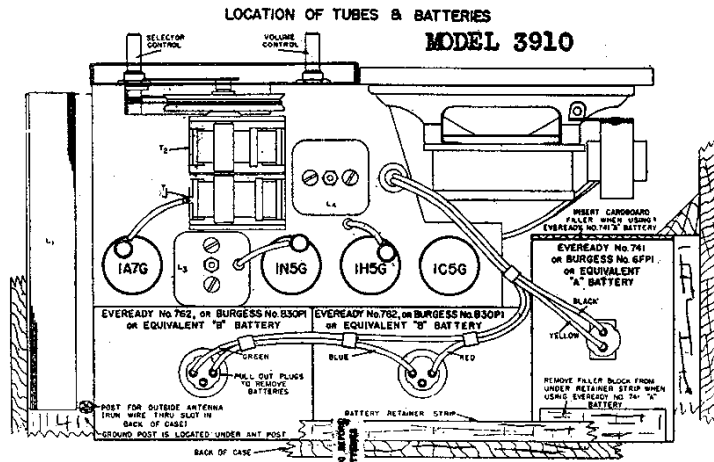 LOCATION OF TUBES & BATTERIES
MODEL 3910
SELECTOR
CONTROL
VOLUME
CONTROL
T2
T1
L1
L3
L4
INSERT CARDBOARD
FILLER WHEN USING
EVEREADY NO. 741 "A" BATTERY
1A7G
1N5G
1H5G
1C5G
EVEREADY No. 741
OR BURGESS No. 6FPI
OR EQUIVALENT
"A" BATTERY
BLACK
YELLOW
EVEREADY No. 762, OR BURGESS No. B30PI
OR EQUIVALENT "B" BATTERY
EVEREADY No. 762, OR BURGESS No. B30PI
OR EQUIVALENT "B" BATTERY
GREEN
BLUE
RED
PULL OUT PLUGS
TO REMOVE
BATTERIES
REMOVE FILLER BLOCK FROM
UNDER RETAINER STRIP WHEN
USING EVEREADY NO. 741 "A"
BATTERY
POST FOR OUTSIDE ANTENNA
(RUN WIRE THRU SLOT IN
BACK OF CASE)
GROUND POST IS LOCATED UNDER ANT POST
BATTERY RETAINER STRIP
BACK OF CASE